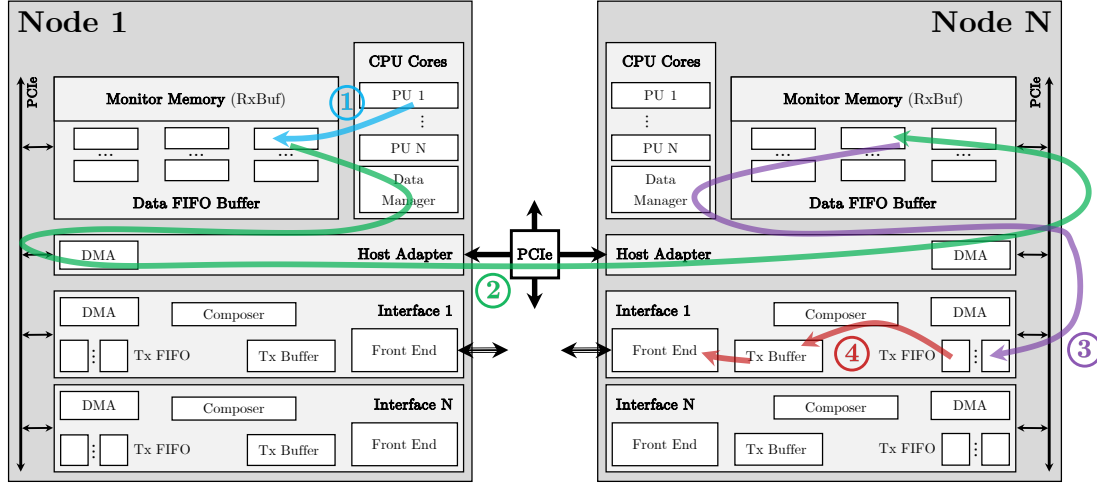 Node 1
PCIe
CPU Cores
PU 1
⋮
PU N
Data
Manager
Monitor Memory (RxBuf)
...
...
...
Data FIFO Buffer
1
DMA
Host Adapter
2
Interface 1
DMA
Composer
Tx FIFO
Tx Buffer
Front End
Interface N
DMA
Composer
Tx FIFO
Tx Buffer
Front End
PCIe
Node N
CPU Cores
PU 1
⋮
PU N
Data
Manager
Monitor Memory (RxBuf)
...
...
...
Data FIFO Buffer
PCIe
Host Adapter
DMA
Interface 1
Composer
DMA
Front End
Tx Buffer
4
Tx FIFO
3
Interface N
Composer
DMA
Front End
Tx Buffer
Tx FIFO